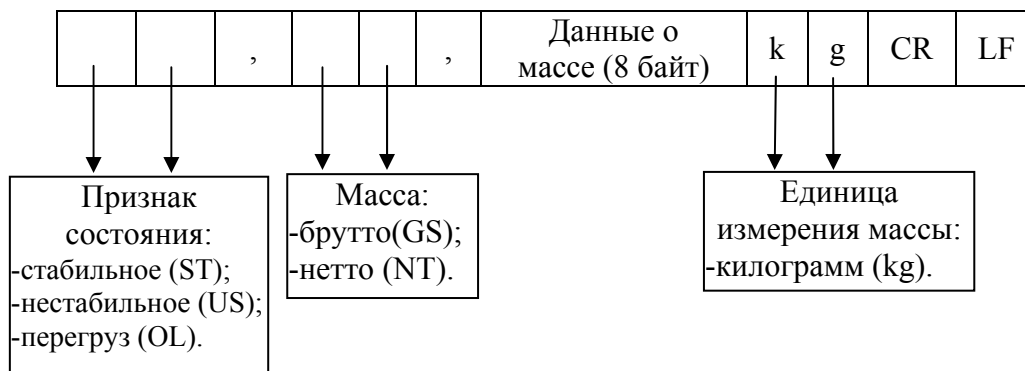 , , Данные о массе (8 байт) k g CR LF
Признак
состояния:
-стабильное (ST);
-нестабильное (US);
-перегруз (OL).
Масса:
-брутто(GS);
-нетто (NT).
Единица
измерения массы:
-килограмм (kg).